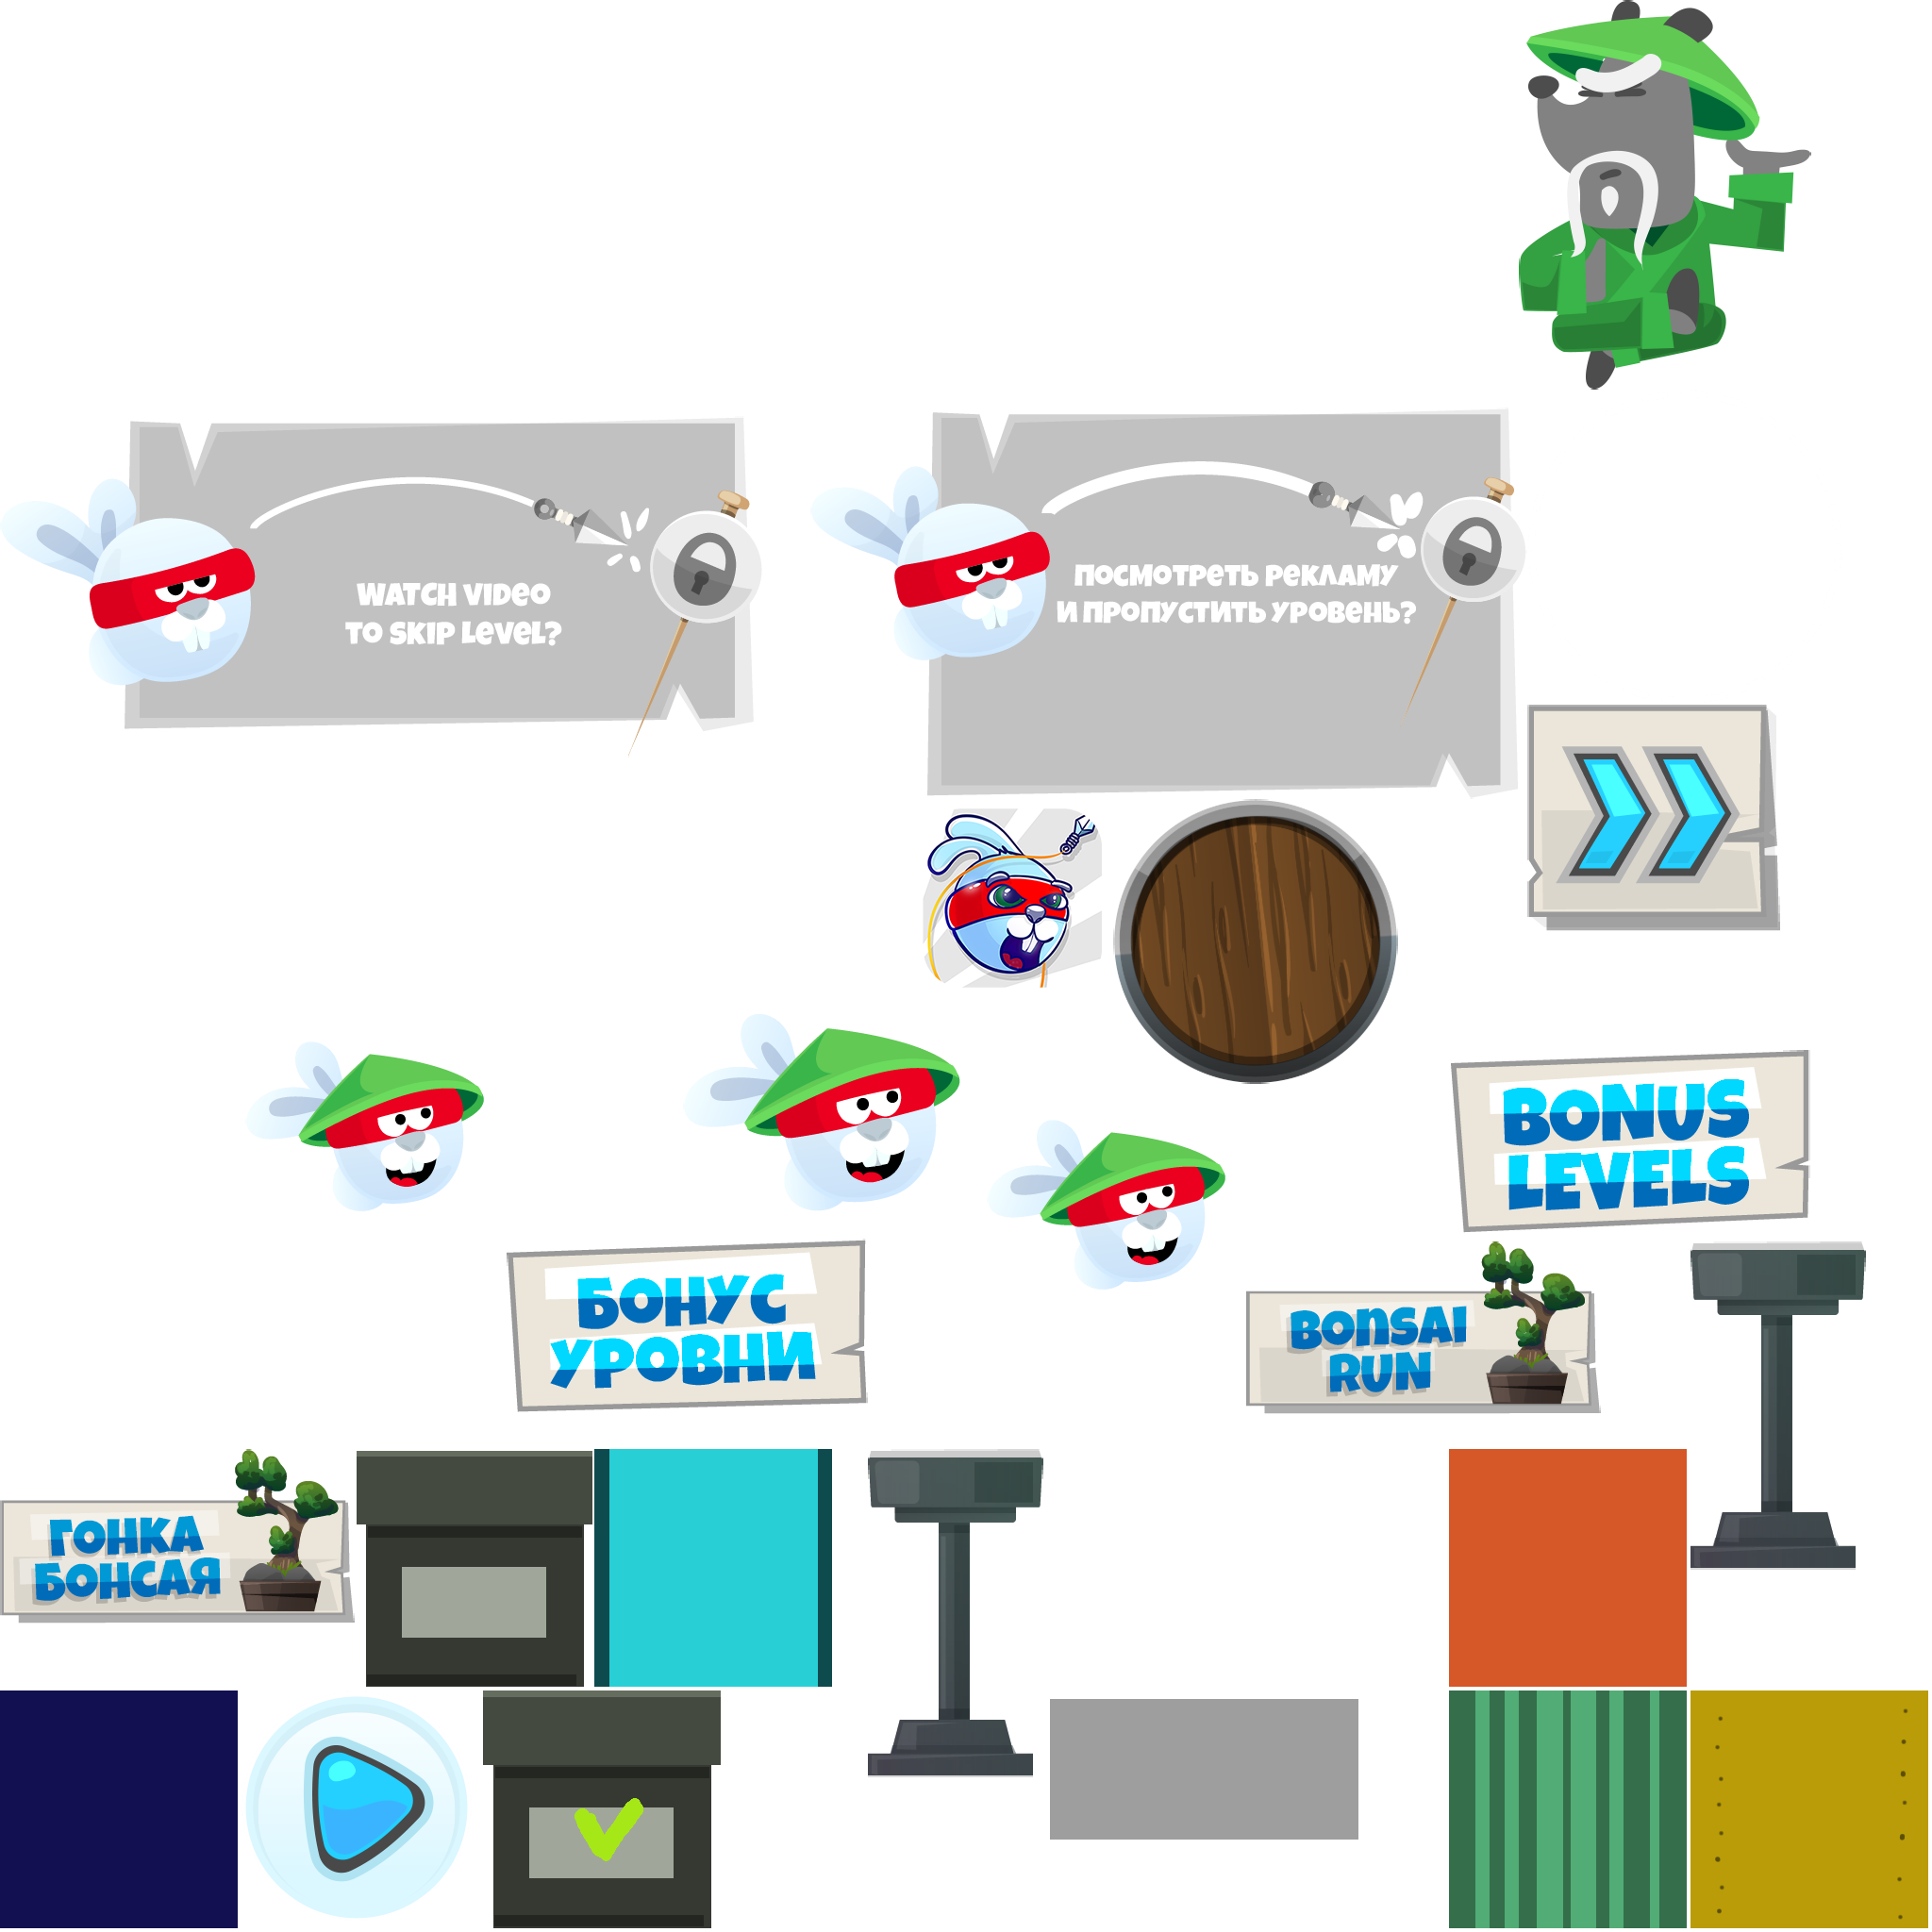 WATCH VIDEO
TO SKIP LEVEL?
ПОСМОТРЕТЬ РЕКЛАМУ
И ПРОПУСТИТЬ УРОВЕНЬ?
BONUS
LEVELS
БОНУС
УРОВНИ
BONSAI
RUN
ГОНКА
БОНСАЯ